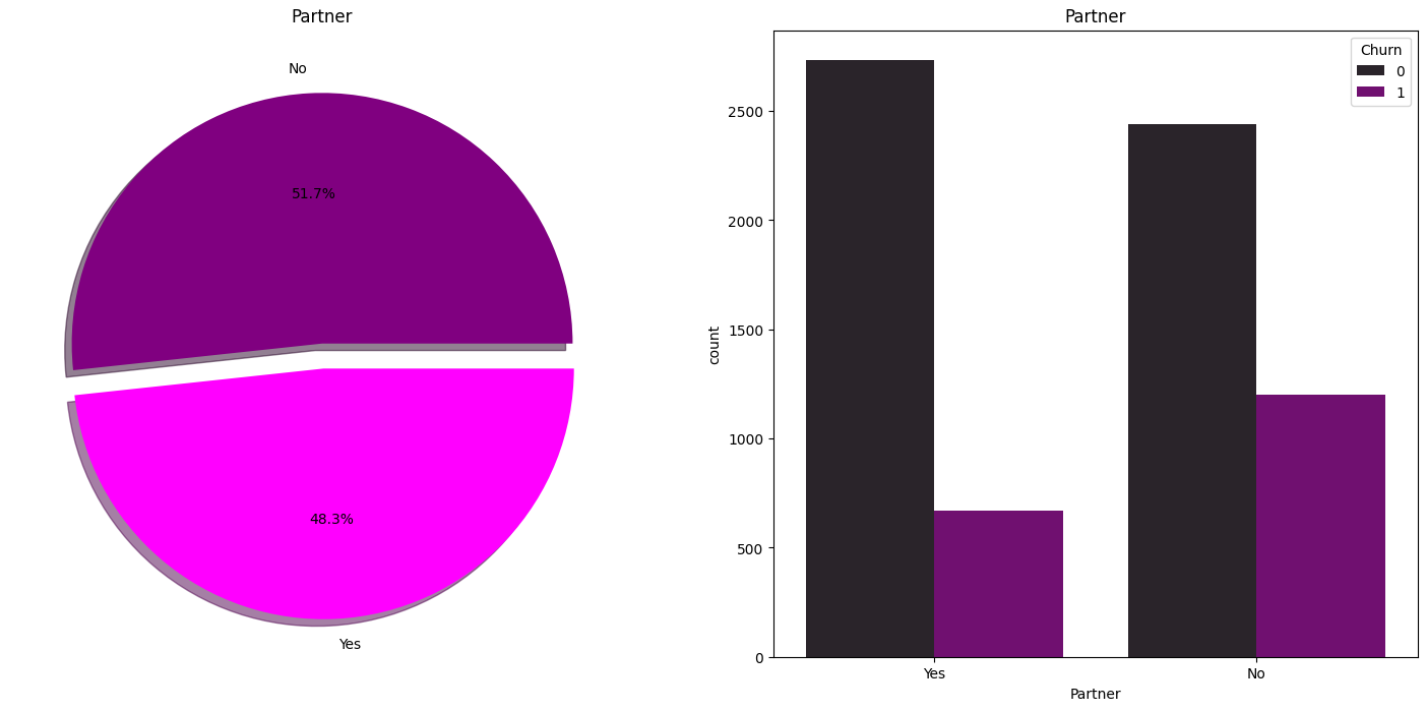 Partner
No
51.7%
48.3%
Yes
Partner
Churn
0
1
2500
2000
1500
1000
500
0
count
Yes No
Partner